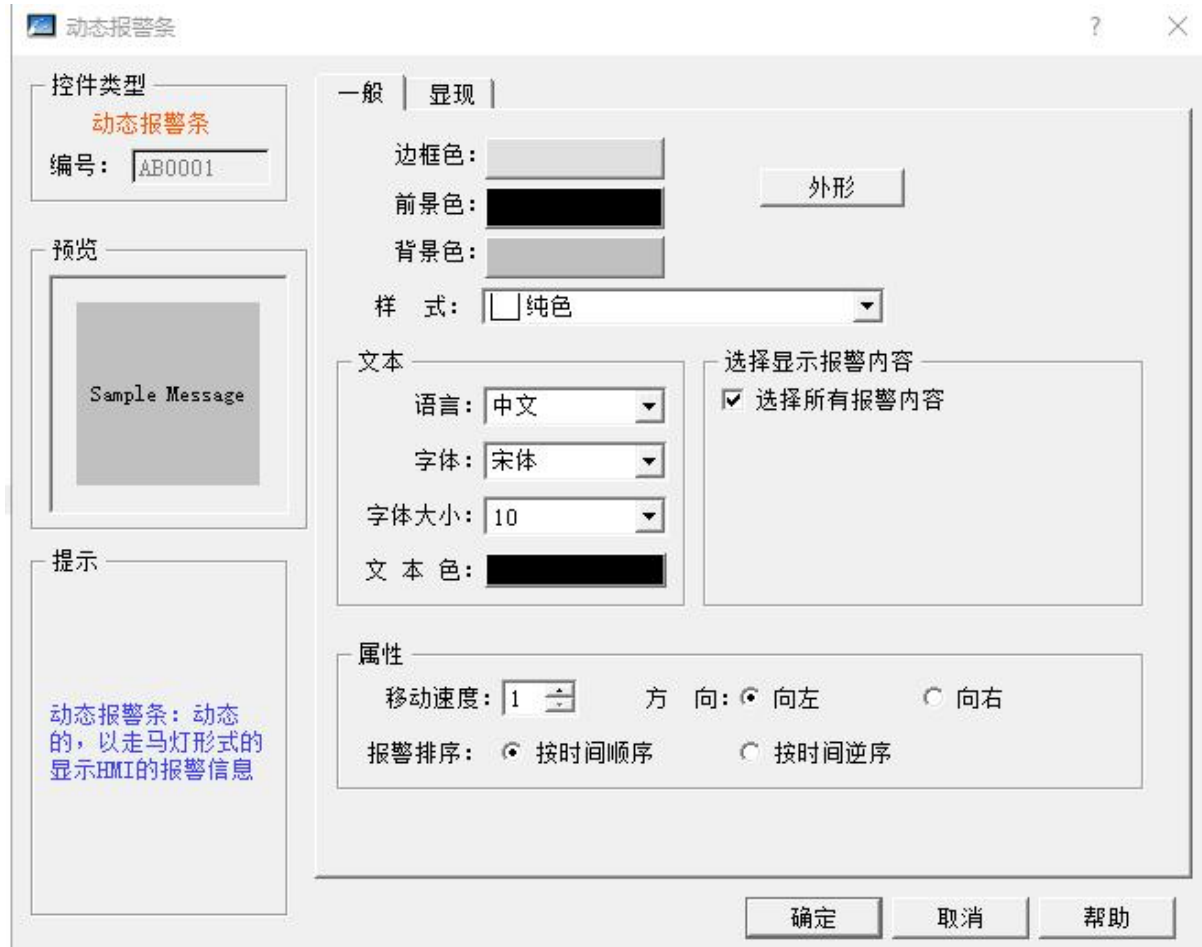 动态报警条
?
控件类型
动态报警条
编号： AB0001
预览
Sample Message
提示
动态报警条：动态
的，以走马灯形式的
显示HMI的报警信息
一般 显现
边框色：
外形
前景色：
背景色：
样 式： 纯色
文本
语言： 中文
字体： 宋体
字体大小： 10
文 本 色：
选择显示报警内容
选择所有报警内容
属性
移动速度： 1 方 向： 向左 向右
报警排序： 按时间顺序 按时间逆序
确定 取消 帮助